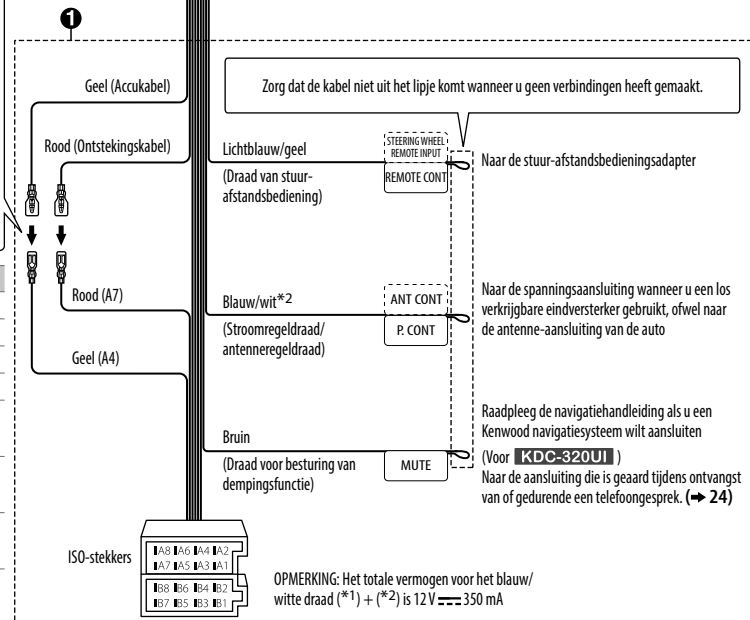 1
Geel (Accukabel)
Zorg dat de kabel niet uit het lipje komt wanneer u geen verbindingen heeft gemaakt.
Rood (Ontstekingskabel)
Lichtblauw/geel
(Draad van stuur-
afstandsbediening)
STEERING WHEEL
REMOTE INPUT
REMOTE CONT
Naar de stuur-afstandsbedieningsadapter
Rood (A7)
Blauw/wit*2
(Stroomregeldraad/
antenneregeldraad)
ANT CONT
P. CONT
Naar de spanningsaansluiting wanneer u een los
verkrijgbare eindversterker gebruikt, ofwel naar
de antenne-aansluiting van de auto
Geel (A4)
Bruin
(Draad voor besturing van
dempingsfunctie)
MUTE
Raadpleeg de navigatiehandleiding als u een
Kenwood navigatiesysteem wilt aansluiten
(Voor KDC-320UI )
Naar de aansluiting die is geaard tijdens ontvangst
van of gedurende een telefoongesprek. (➔ 24)
ISO-stekkers
A8 A6 A4 A2
A7 A5 A3 A1
B8 B6 B4 B2
B7 B5 B3 B1
OPMERKING: Het totale vermogen voor het blauw/
witte draad (*1) + (*2) is 12 V ⎓ 350 mA